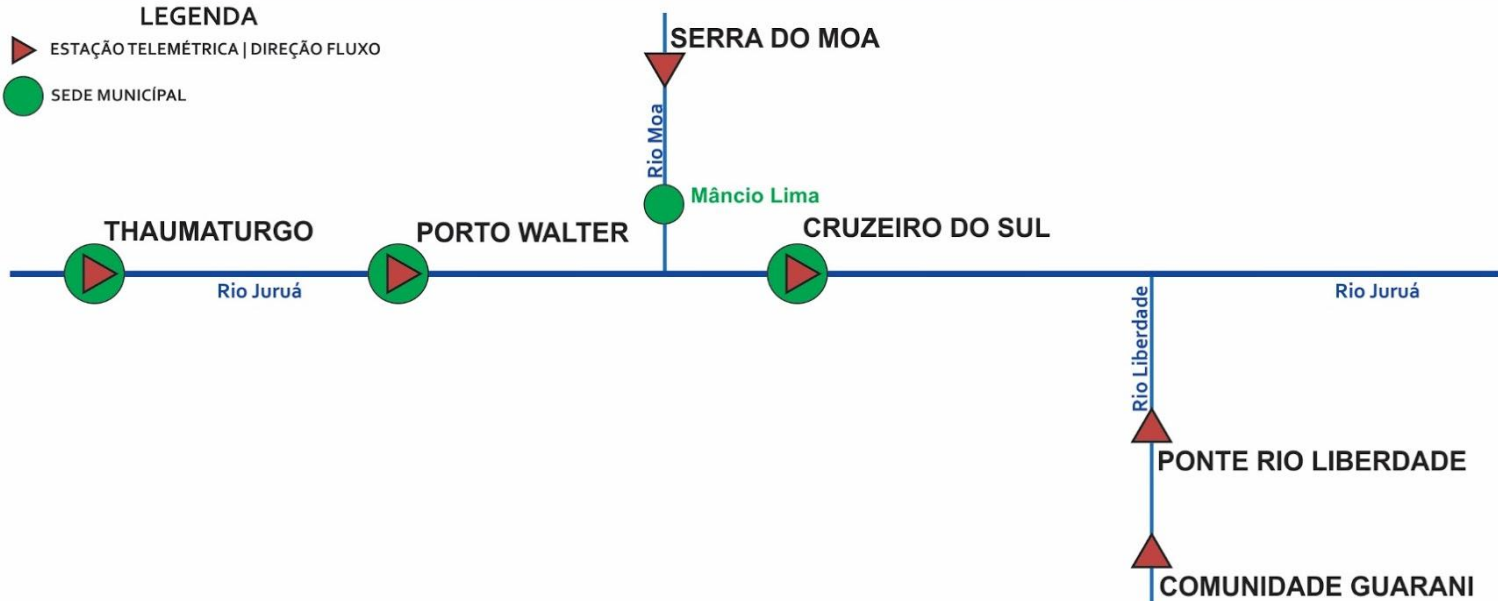 LEGENDA
ESTAÇÃO TELEMÉTRICA | DIREÇÃO FLUXO
SEDE MUNICÍPAL
SERRA DO MOA
Rio Moa
Mâncio Lima
THAUMATURGO
PORTO WALTER
CRUZEIRO DO SUL
Rio Juruá
Rio Juruá
Rio Liberdade
PONTE RIO LIBERDADE
COMUNIDADE GUARANI